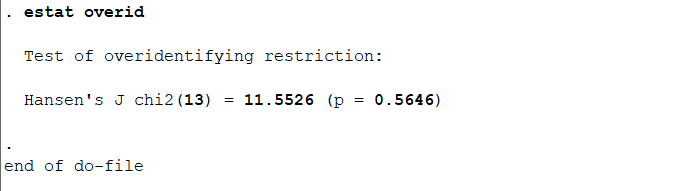 . estat overid
Test of overidentifying restriction:
Hansen's J chi2(13) = 11.5526 (p = 0.5646)
.
end of do-file